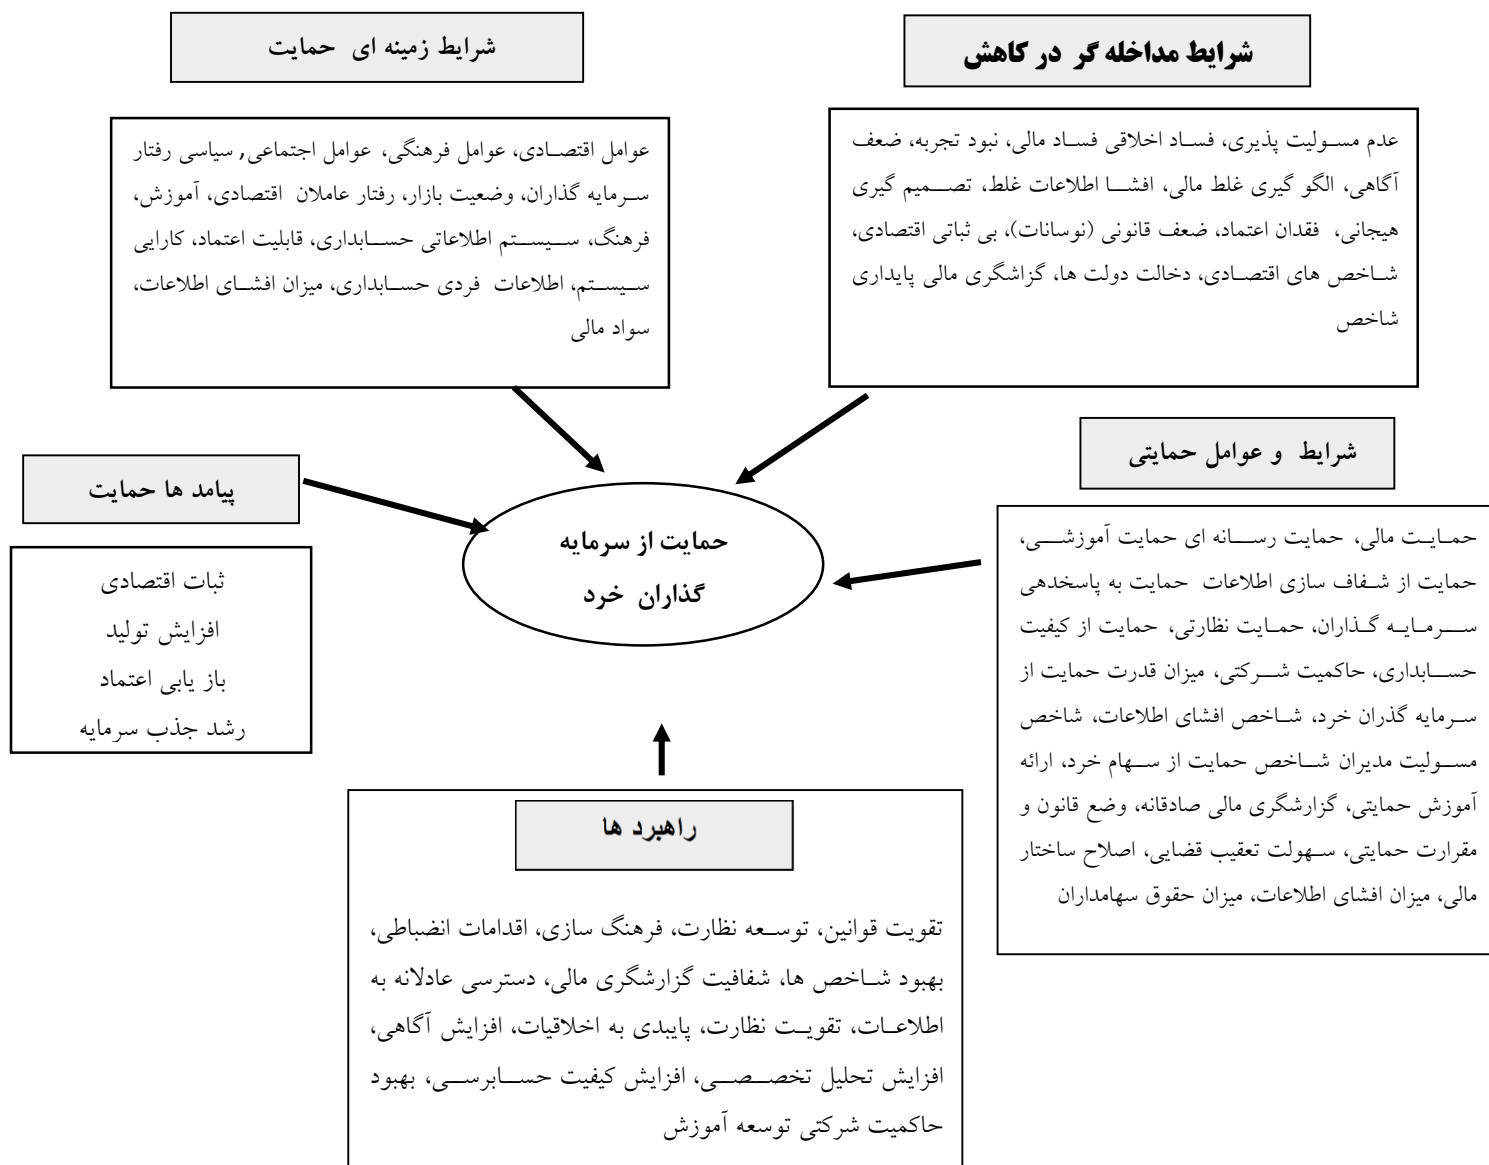 شرایط مداخله گر در کاهش
عدم مسولیت پذیری، فساد اخلاقی فساد مالی، نبود تجربه، ضعف
آگاهی، الگو گیری غلط مالی، افشا اطلاعات غلط، تصمیم گیری
هیجانی، فقدان اعتماد، ضعف قانونی (نوسانات)، بی ثباتی اقتصادی،
شاخص های اقتصادی، دخالت دولت ها، گزاشگری مالی پایداری
شاخص
شرایط زمینه ای حمایت
عوامل اقتصادی، عوامل فرهنگی، عوامل اجتماعی, سیاسی رفتار
سرمایه گذاران، وضعیت بازار، رفتار عاملان اقتصادی، آموزش،
فرهنگ، سیستم اطلاعاتی حسابداری، قابلیت اعتماد، کارایی
سیستم، اطلاعات فردی حسابداری، میزان افشای اطلاعات،
سواد مالی
شرایط و عوامل حمایتی
حمایت مالی، حمایت رسانه ای حمایت آموزشی،
حمایت از شفاف سازی اطلاعات حمایت به پاسخدهی
سرمایه گذاران، حمایت نظارتی، حمایت از کیفیت
حسابداری، حاکمیت شرکتی، میزان قدرت حمایت از
سرمایه گذران خرد، شاخص افشای اطلاعات، شاخص
مسولیت مدیران شاخص حمایت از سهام خرد، ارائه
آموزش حمایتی، گزارشگری مالی صادقانه، وضع قانون و
مقرارت حمایتی، سهولت تعقیب قضایی، اصلاح ساختار
مالی، میزان افشای اطلاعات، میزان حقوق سهامداران
حمایت از سرمایه
گذاران خرد
پیامد ها حمایت
ثبات اقتصادی
افزایش تولید
باز یابی اعتماد
رشد جذب سرمایه
راهبرد ها
تقویت قوانین، توسعه نظارت، فرهنگ سازی، اقدامات انضباطی،
بهبود شاخص ها، شفافیت گزارشگری مالی، دسترسی عادلانه به
اطلاعات، تقویت نظارت، پایبدی به اخلاقیات، افزایش آگاهی،
افزایش تحلیل تخصصی، افزایش کیفیت حسابرسی، بهبود
حاکمیت شرکتی توسعه آموزش